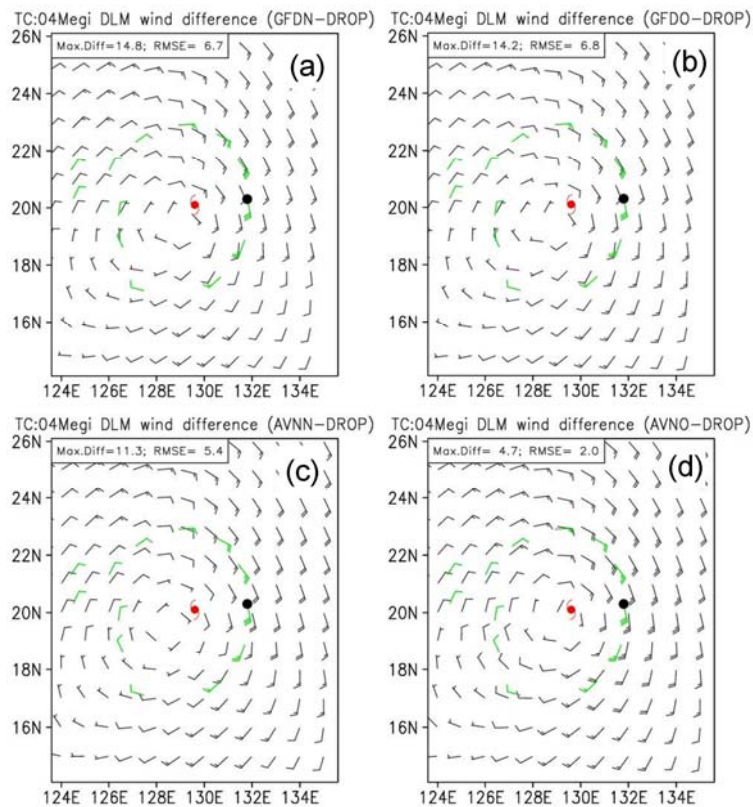 TC:04Megi DLM wind difference (GFDN-DROP)
Max.Diff=14.8; RMSE= 6.7
(a)
26N
24N
22N
20N
18N
16N
124E 126E 128E 130E 132E 134E
TC:04Megi DLM wind difference (GFDO-DROP)
Max.Diff=14.2; RMSE= 6.8
(b)
26N
24N
22N
20N
18N
16N
124E 126E 128E 130E 132E 134E
TC:04Megi DLM wind difference (AVNN-DROP)
Max.Diff=11.3; RMSE= 5.4
(c)
26N
24N
22N
20N
18N
16N
124E 126E 128E 130E 132E 134E
TC:04Megi DLM wind difference (AVNO-DROP)
Max.Diff= 4.7; RMSE= 2.0
(d)
26N
24N
22N
20N
18N
16N
124E 126E 128E 130E 132E 134E